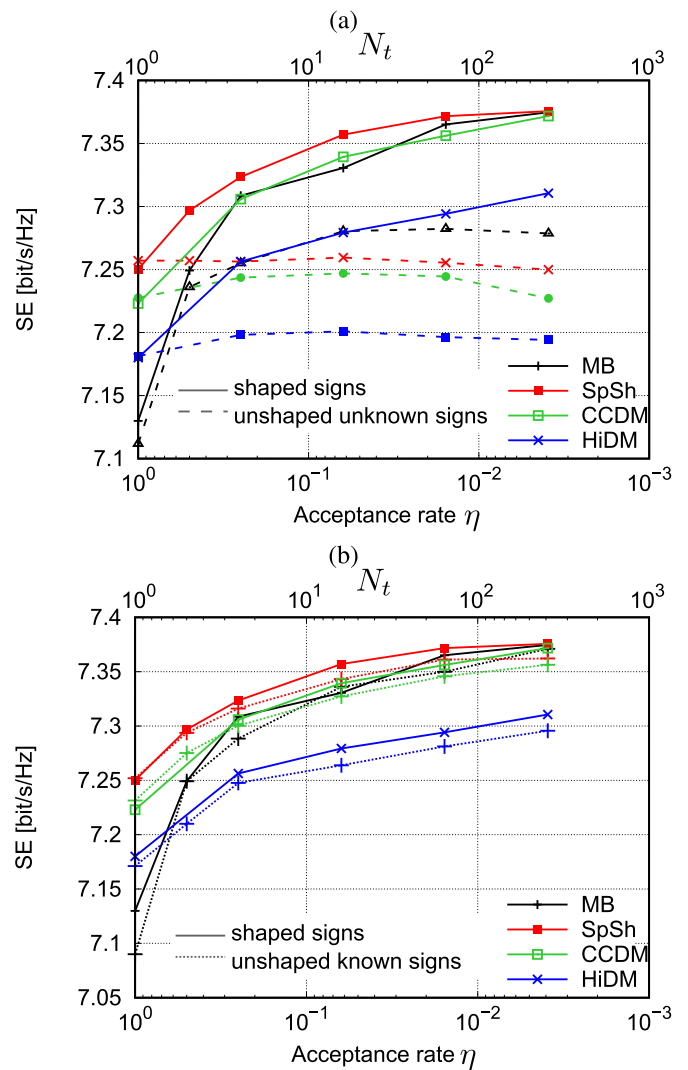 (a)
N_t
10^0 10^1 10^2 10^3
7.4
7.35
7.3
7.25
7.2
7.15
7.1
SE [bit/s/Hz]
shaped signs
unshaped unknown signs
MB
SpSh
CCDM
HiDM
10^0 10^-1 10^-2 10^-3
Acceptance rate η
(b)
N_t
10^0 10^1 10^2 10^3
7.4
7.35
7.3
7.25
7.2
7.15
7.1
7.05
SE [bit/s/Hz]
shaped signs
unshaped known signs
MB
SpSh
CCDM
HiDM
10^0 10^-1 10^-2 10^-3
Acceptance rate η